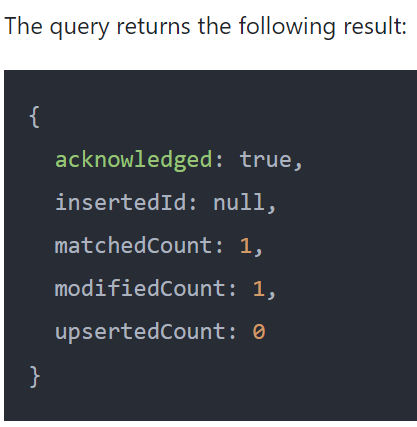 The query returns the following result:
{
acknowledged: true,
insertedId: null,
matchedCount: 1,
modifiedCount: 1,
upsertedCount: 0
}